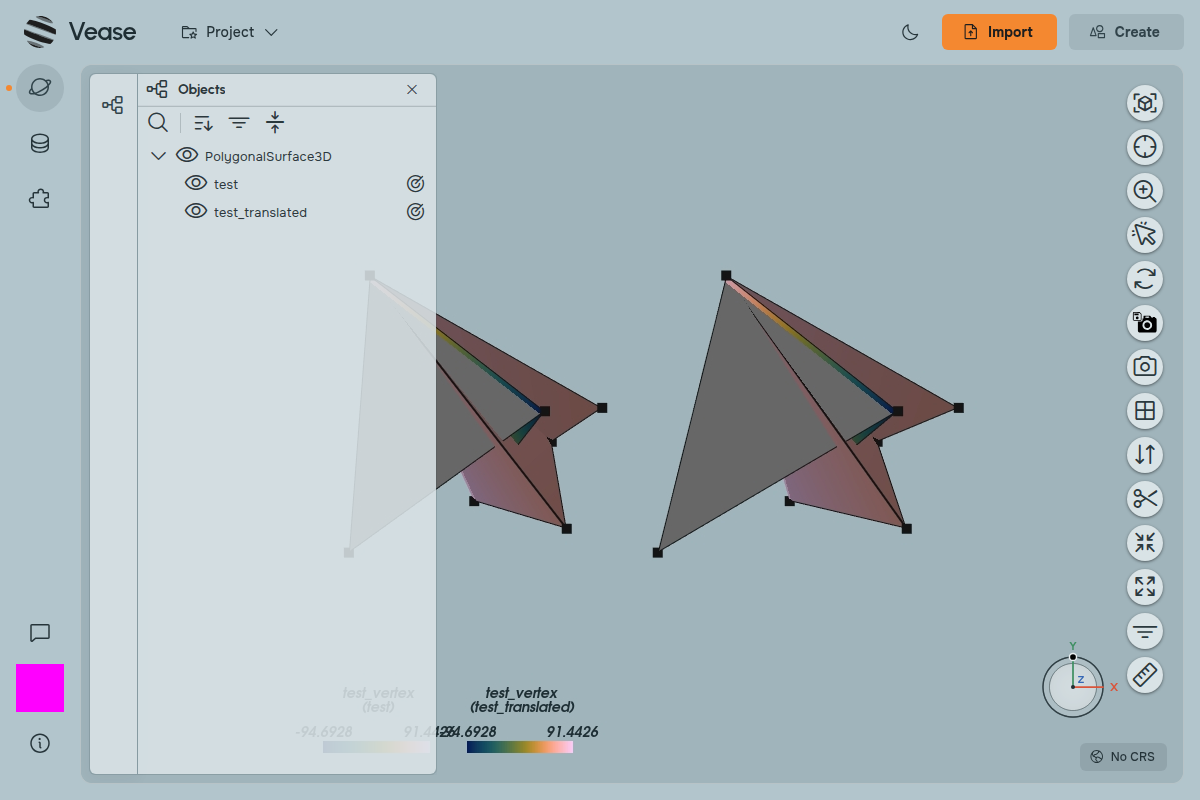 Vease
Project
Import
Create
Objects
PolygonalSurface3D
test
test_translated
test_vertex
(test)
-94.6928 91.4426
test_vertex
(test_translated)
-94.6928 91.4426
Y
Z
X
No CRS